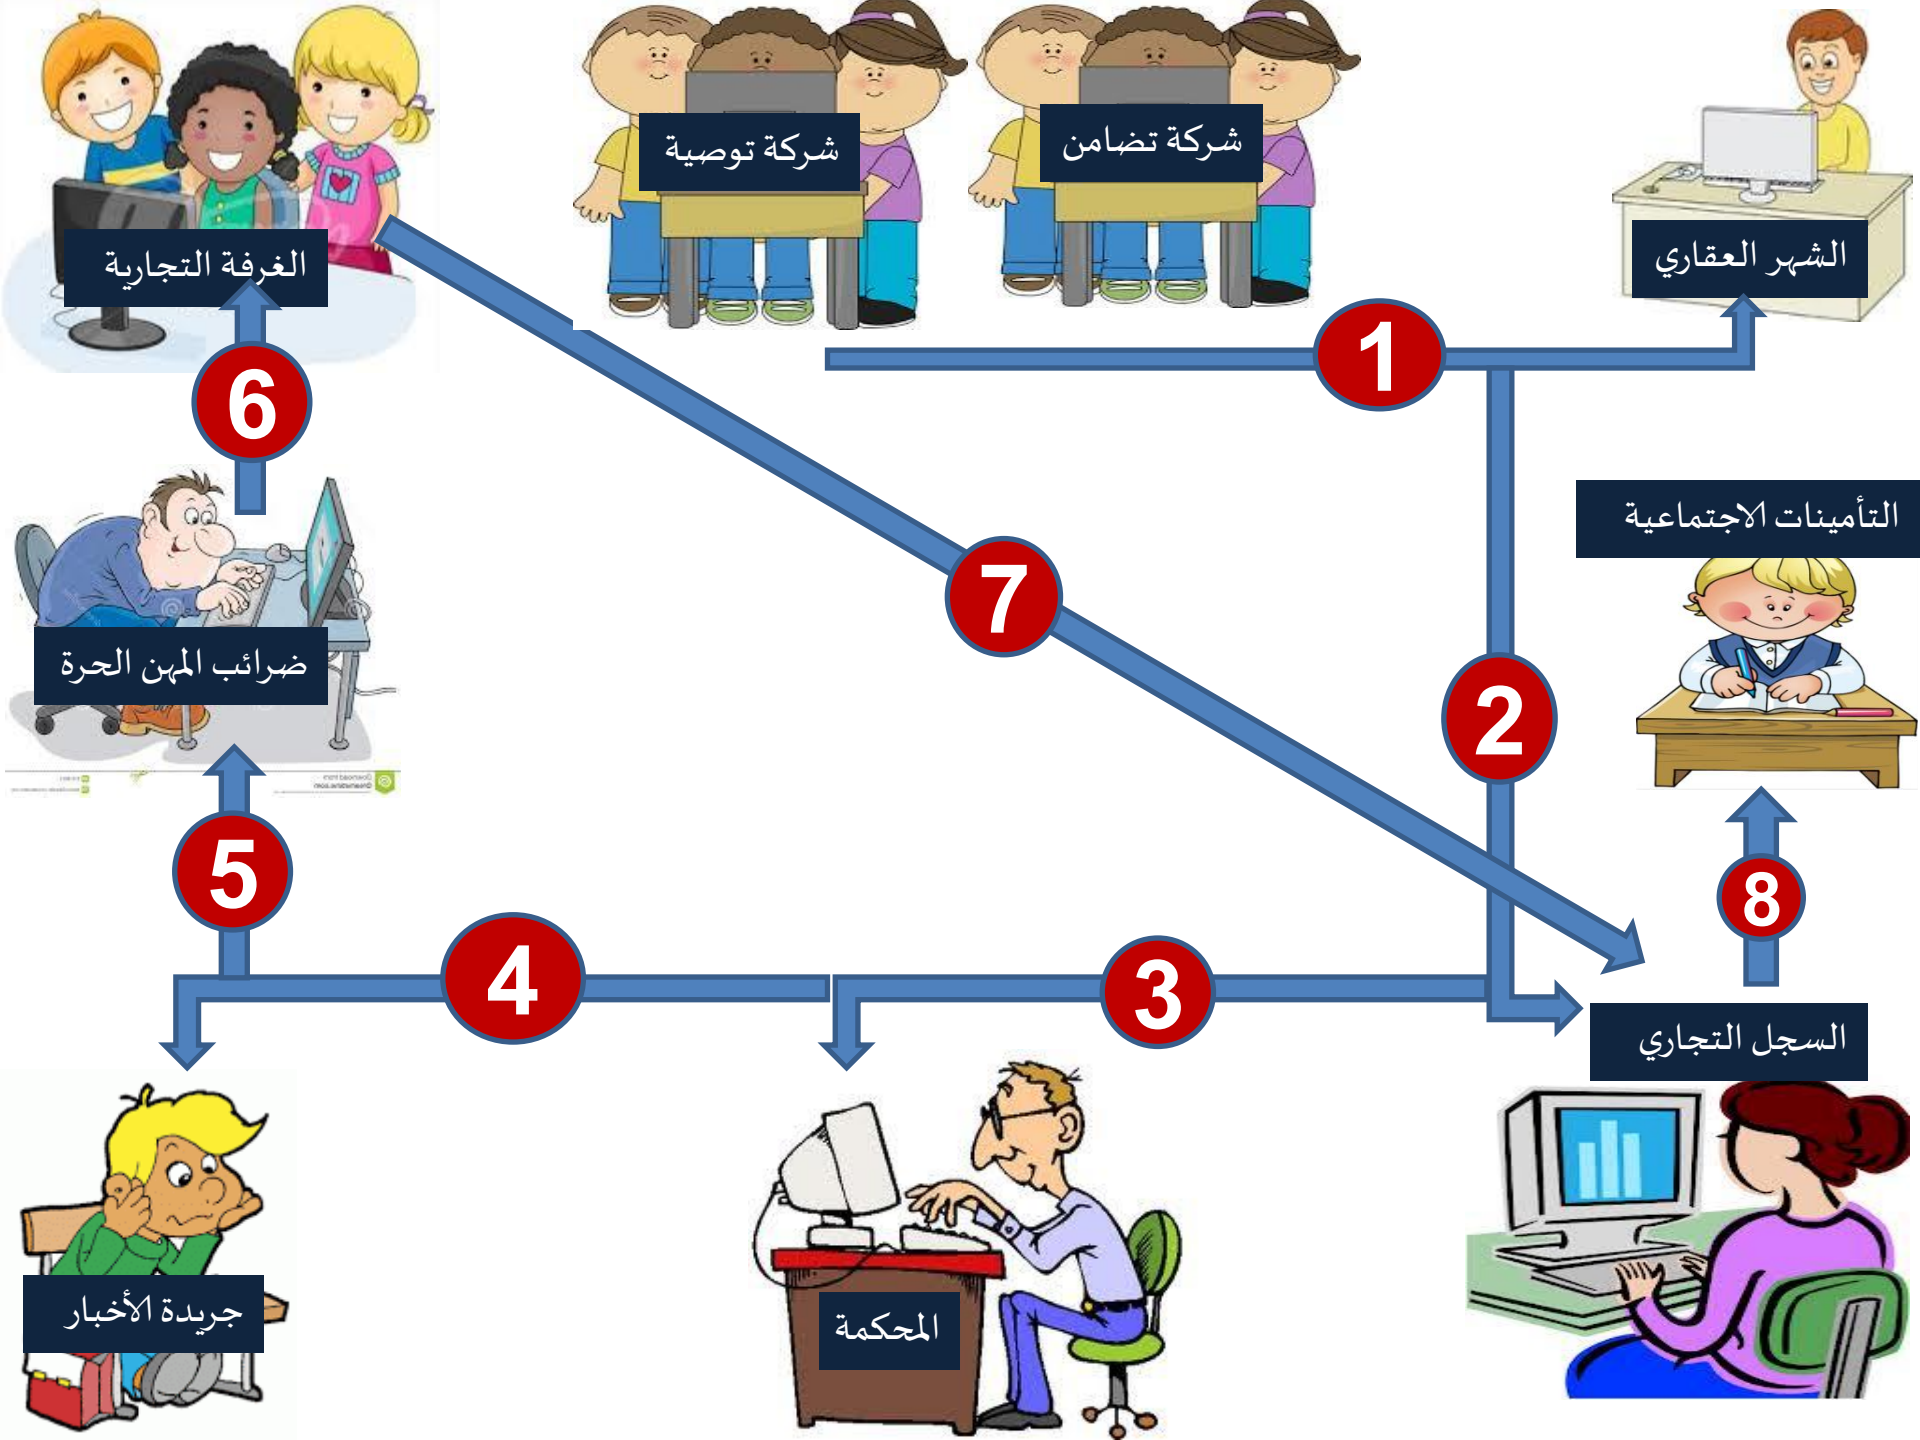 شركة توصية
شركة تضامن
الشهر العقاري
الغرفة التجارية
1
6
التأمينات الاجتماعية
7
ضرائب المهن الحرة
2
5
8
4
3
السجل التجاري
جريدة الأخبار
المحكمة